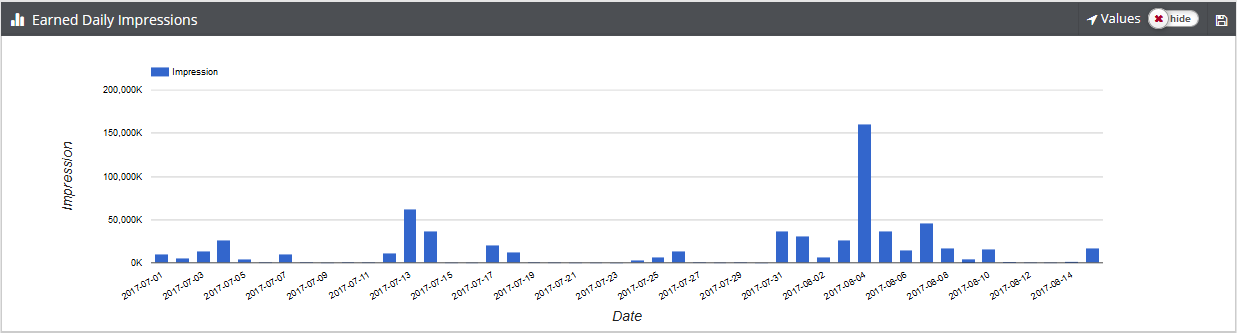 Earned Daily Impressions
Values
hide
Impression
200,000K
150,000K
100,000K
50,000K
0K
Impression
2017-07-01
2017-07-03
2017-07-05
2017-07-07
2017-07-09
2017-07-11
2017-07-13
2017-07-15
2017-07-17
2017-07-19
2017-07-21
2017-07-23
2017-07-25
2017-07-27
2017-07-29
2017-07-31
2017-08-02
2017-08-04
2017-08-06
2017-08-08
2017-08-10
2017-08-12
2017-08-14
Date